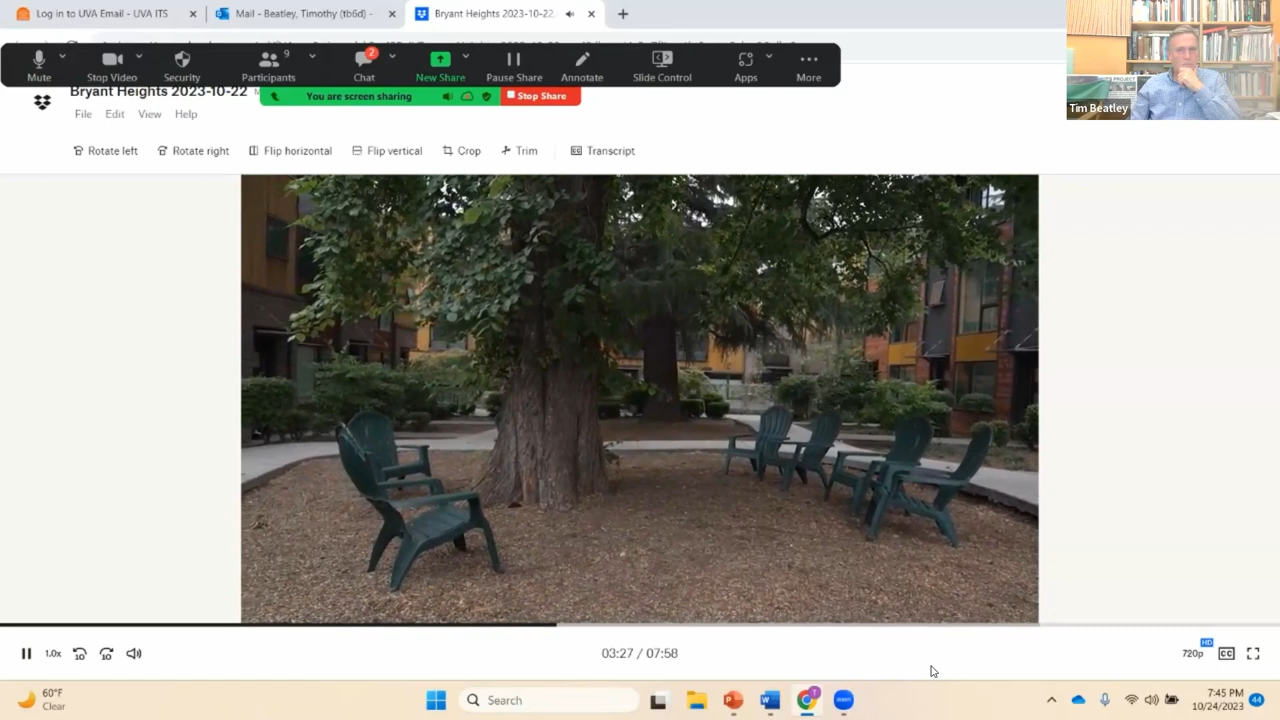 Log in to UVA Email - UVA ITS
Mail - Beatley, Timothy (tb6d) -
Bryant Heights 2023-10-22
Mute
Stop Video
Security
9
Participants
2
Chat
New Share
Pause Share
Annotate
Slide Control
Apps
More
Bryant Heights 2023-10-22
You are screen sharing
Stop Share
File
Edit
View
Help
Tim Beatley
Rotate left
Rotate right
Flip horizontal
Flip vertical
Crop
Trim
CC
Transcript
1.0x
10
10
03:27 / 07:58
HD
720p
CC
60°F
Clear
Search
T
zoom
7:45 PM
10/24/2023
44